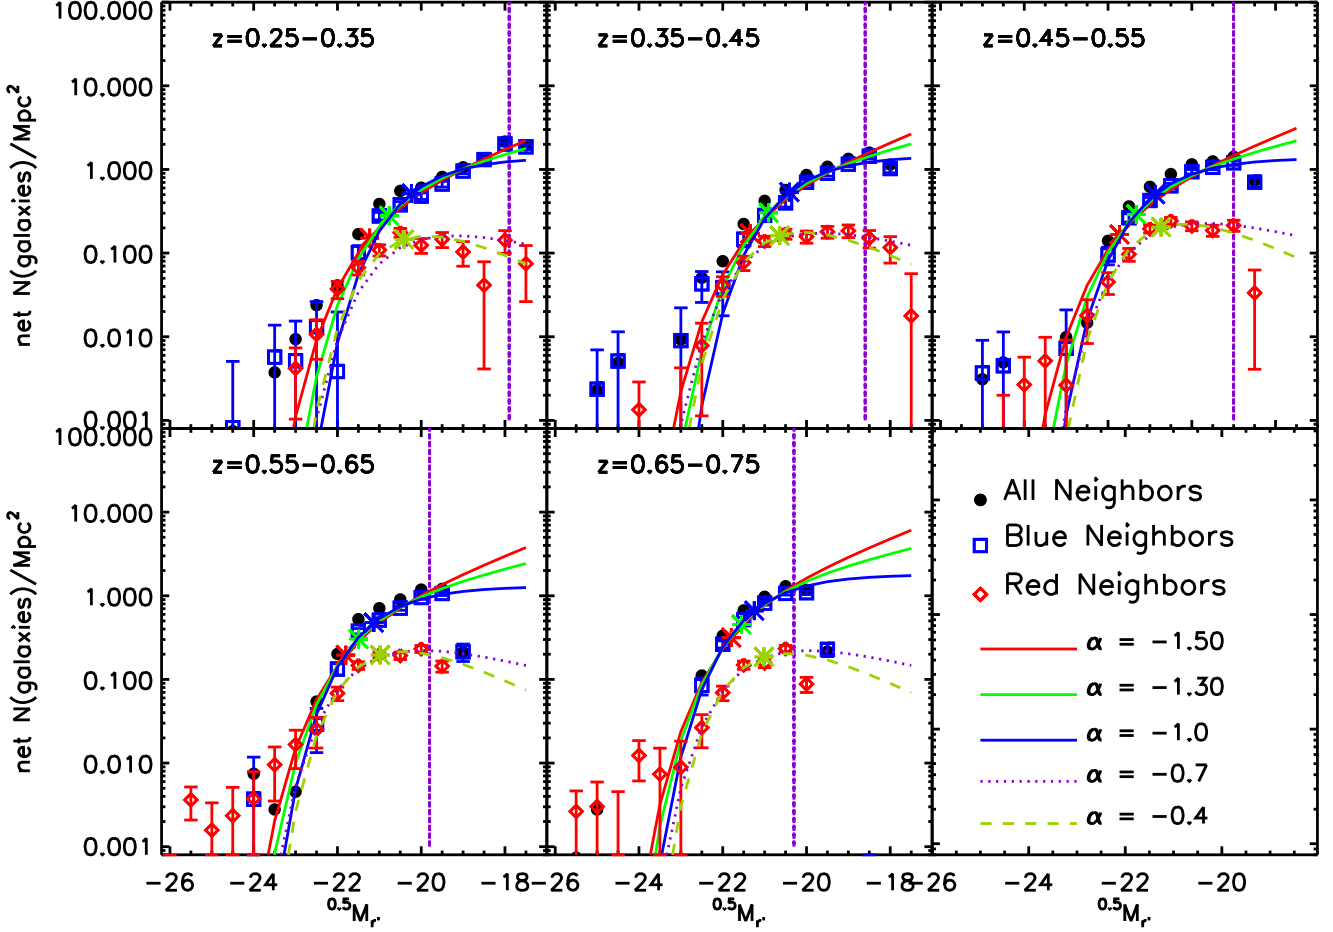 z=0.25−0.35
z=0.35−0.45
z=0.45−0.55
100.000
10.000
1.000
0.100
0.010
0.001
net N(galaxies)/Mpc²
z=0.55−0.65
z=0.65−0.75
100.000
10.000
1.000
0.100
0.010
0.001
net N(galaxies)/Mpc²
All Neighbors
Blue Neighbors
Red Neighbors
α = −1.50
α = −1.30
α = −1.0
α = −0.7
α = −0.4
−26 −24 −22 −20 −18
−26 −24 −22 −20 −18
−26 −24 −22 −20
⁰·⁵Mr'
⁰·⁵Mr'
⁰·⁵Mr'